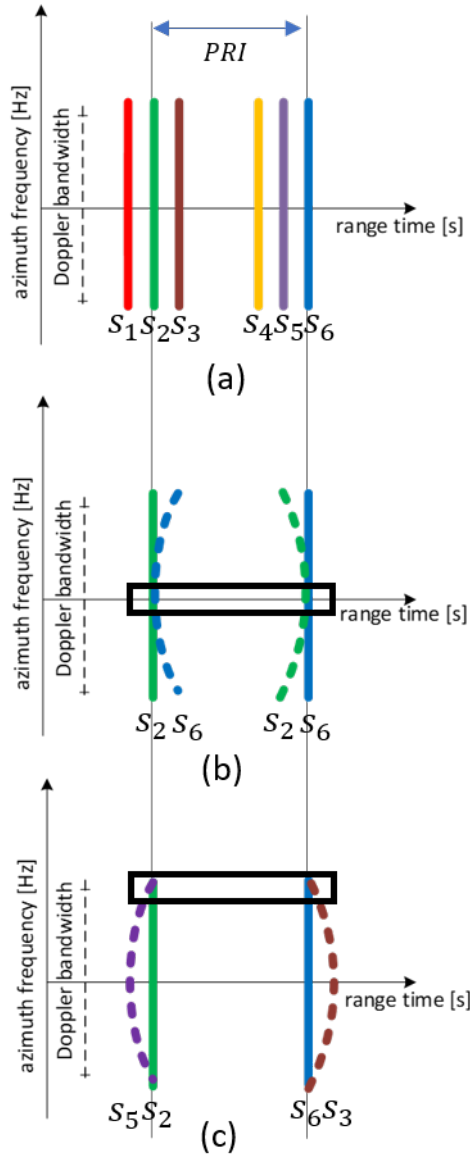 PRI
azimuth frequency [Hz]
Doppler bandwidth
range time [s]
S₁ S₂ S₃ S₄ S₅ S₆
(a)
azimuth frequency [Hz]
Doppler bandwidth
range time [s]
S₂ S₆ S₂ S₆
(b)
azimuth frequency [Hz]
Doppler bandwidth
range time [s]
S₅ S₂ S₆ S₃
(c)